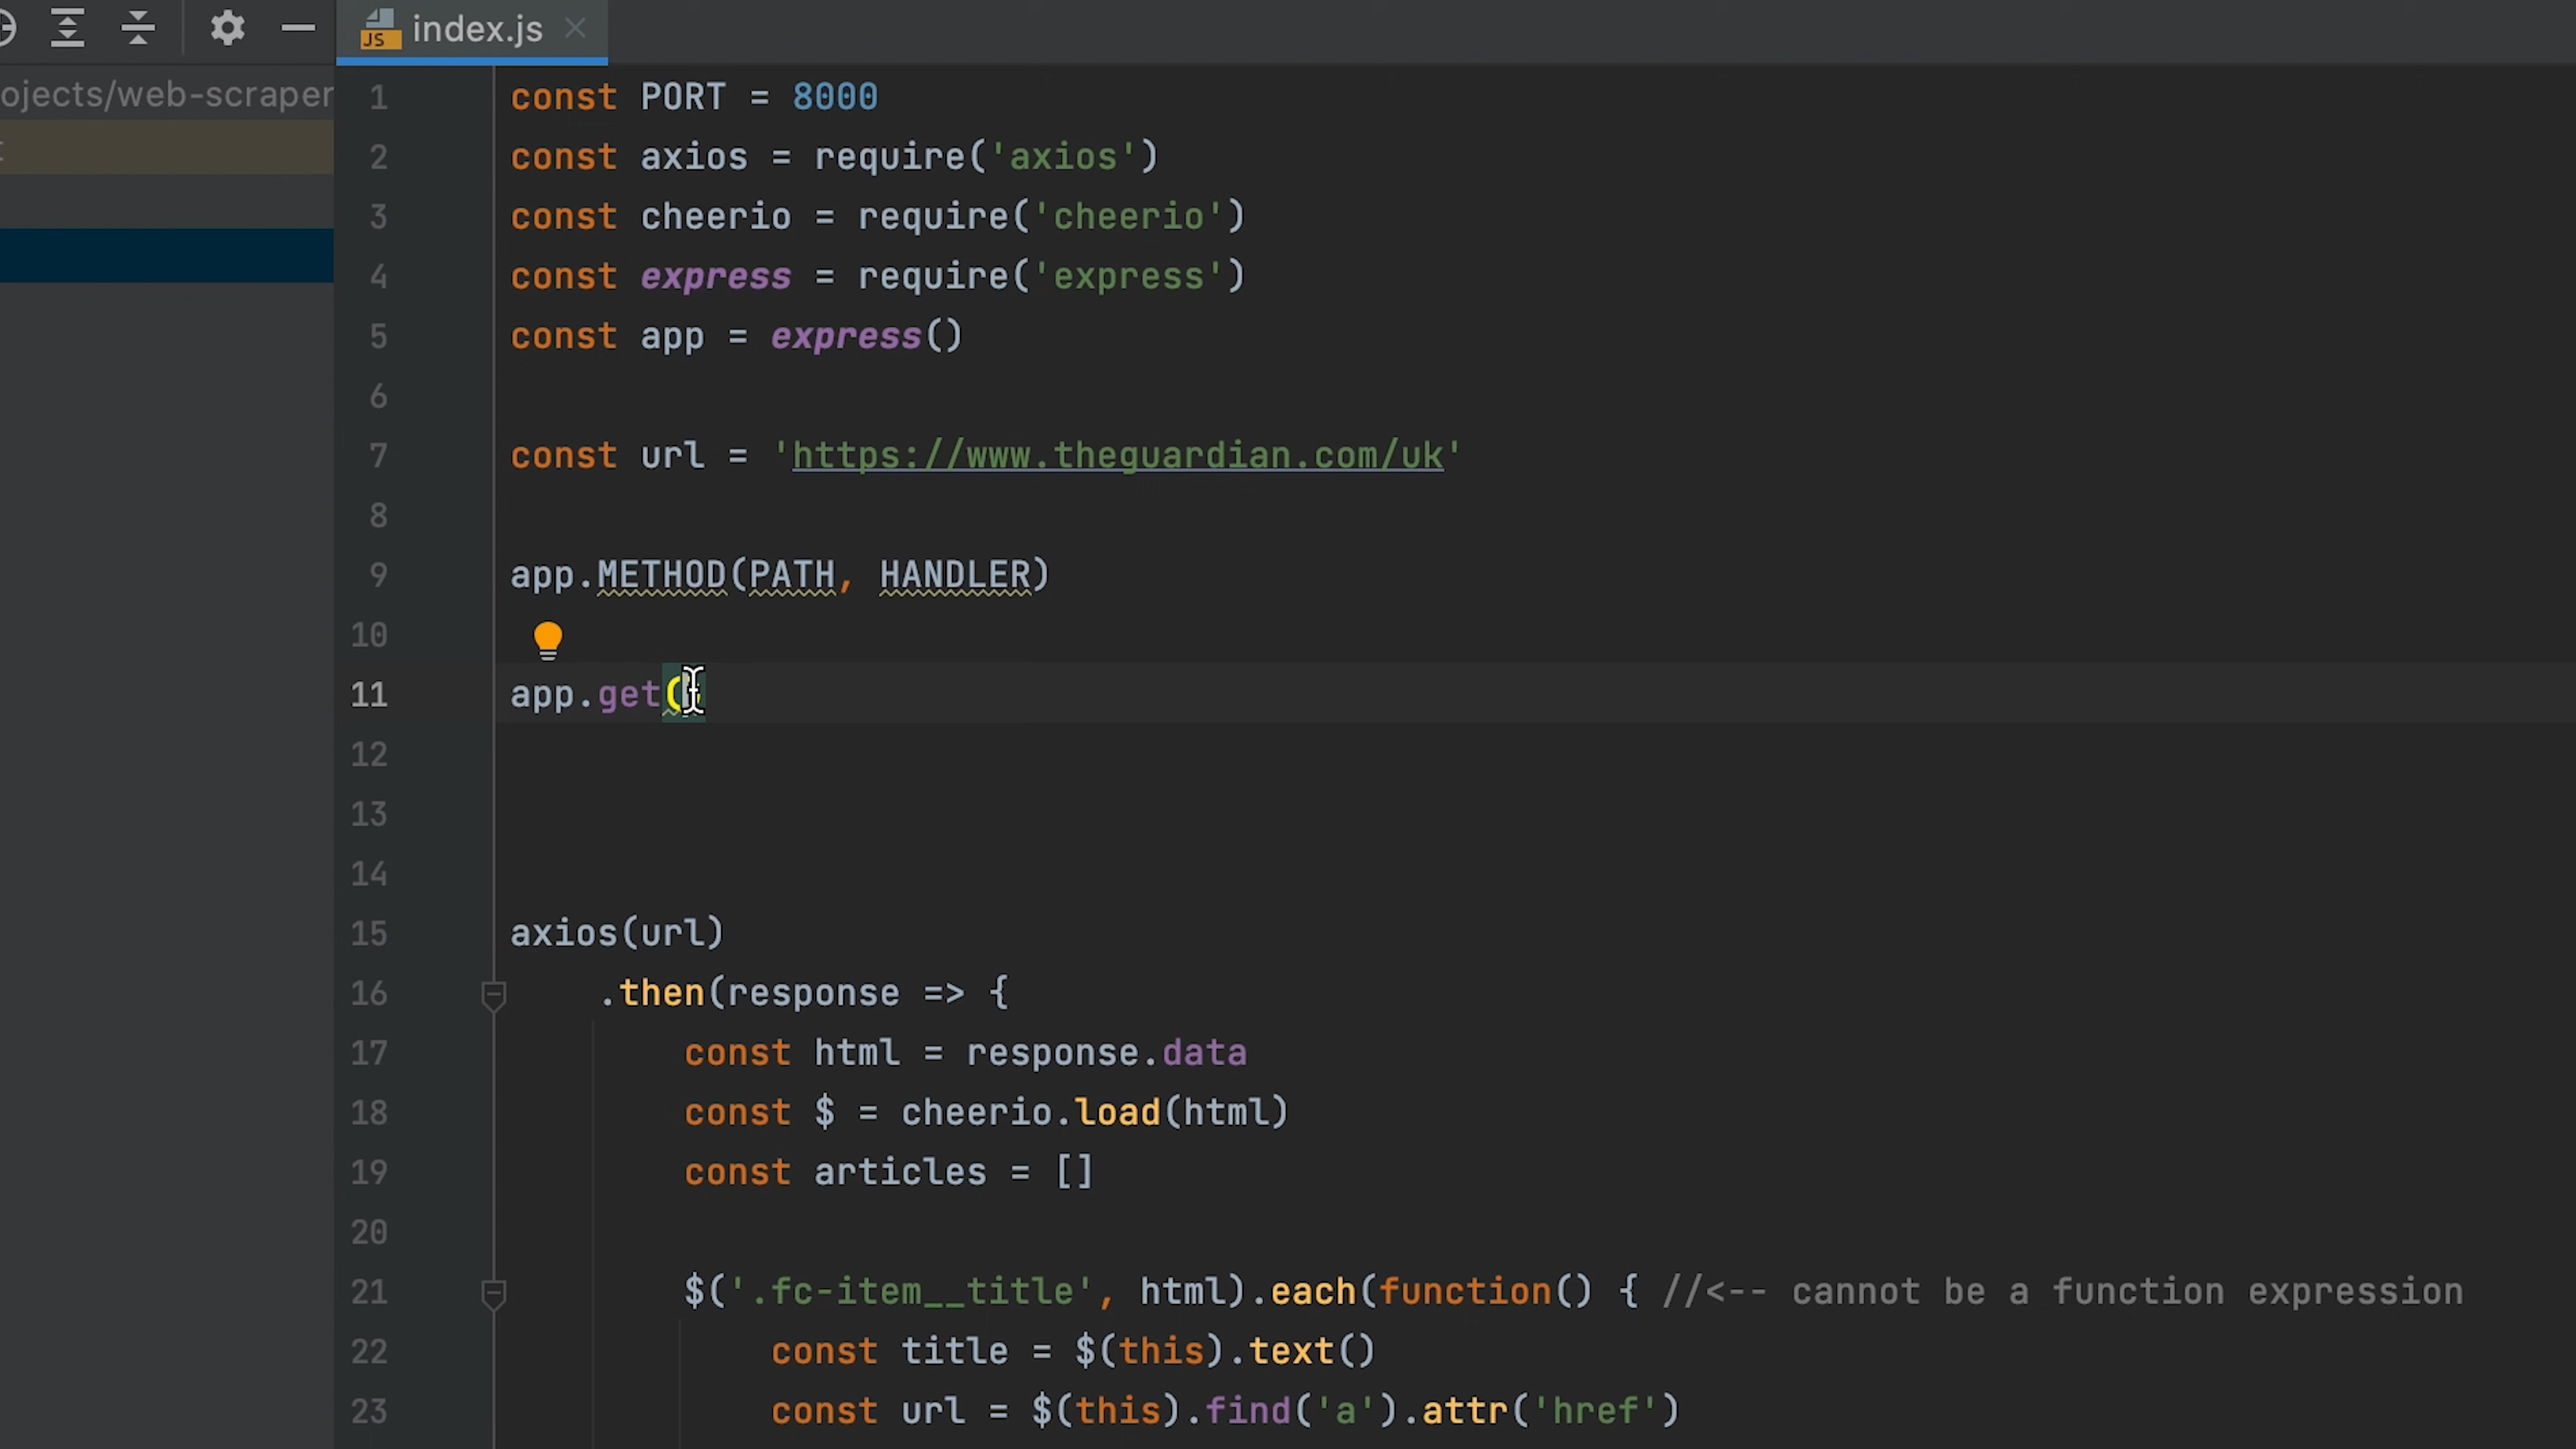 index.js
ojects/web-scraper
JS
1 const PORT = 8000
2 const axios = require('axios')
3 const cheerio = require('cheerio')
4 const express = require('express')
5 const app = express()
6
7 const url = 'https://www.theguardian.com/uk'
8
9 app.METHOD(PATH, HANDLER)
10
11 app.get()
12
13
14
15 axios(url)
16 .then(response => {
17 const html = response.data
18 const $ = cheerio.load(html)
19 const articles = []
20
21 $('.fc-item__title', html).each(function() { //<-- cannot be a function expression
22 const title = $(this).text()
23 const url = $(this).find('a').attr('href')